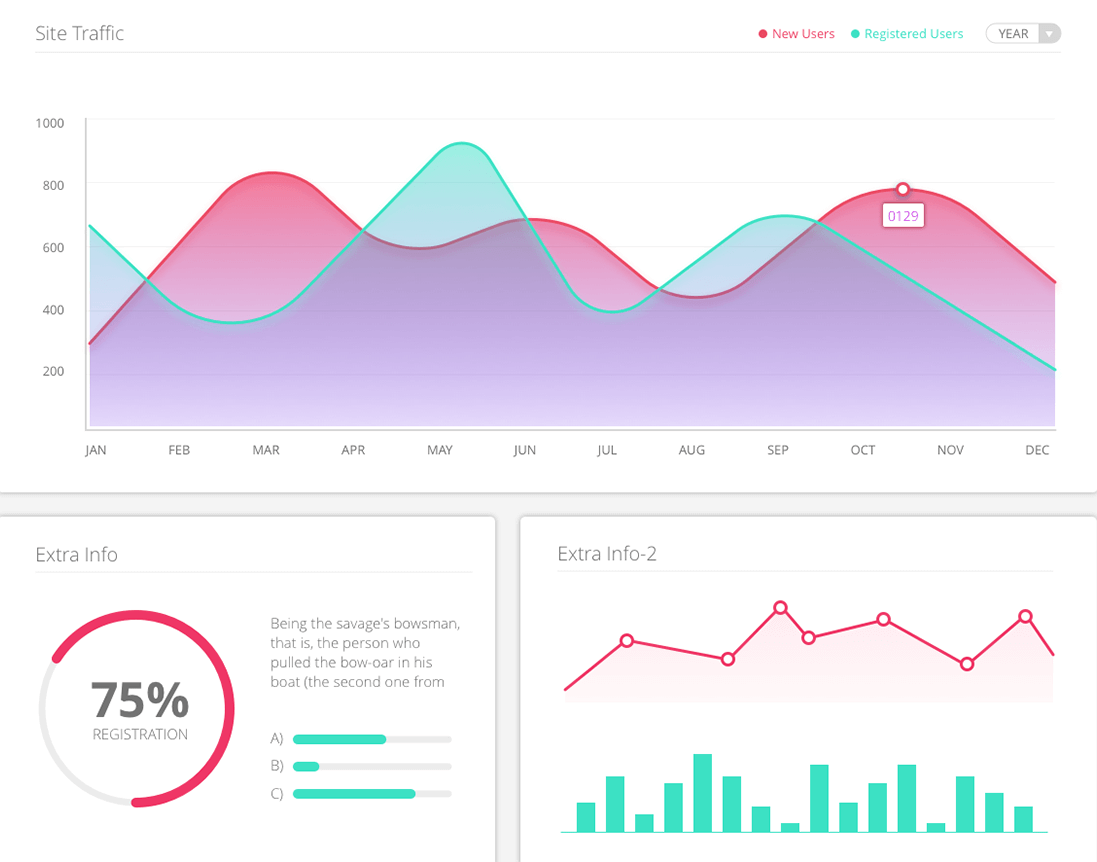 Site Traffic
New Users
Registered Users
YEAR
1000
800
600
400
200
0129
JAN FEB MAR APR MAY JUN JUL AUG SEP OCT NOV DEC
Extra Info
75%
REGISTRATION
Being the savage's bowsman,
that is, the person who
pulled the bow-oar in his
boat (the second one from
A)
B)
C)
Extra Info-2